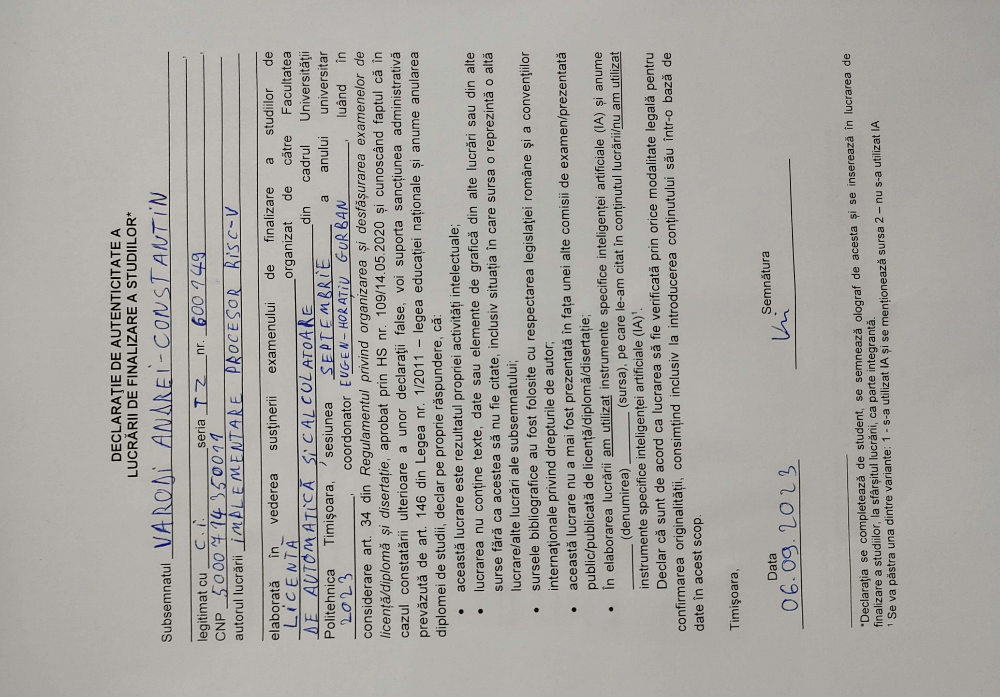 DECLARAŢIE DE AUTENTICITATE A
LUCRĂRII DE FINALIZARE A STUDIILOR*
Subsemnatul VARODI ANDREI-CONSTANTIN
,
legitimat cu C.i. seria TZ nr. 600149,
CNP 5000714350011
autorul lucrării iMPLEMENTARE PROCESOR RISC-V
elaborată în vederea susţinerii examenului de finalizare a studiilor de
LiCENȚĂ organizat de către Facultatea
DE AUTOMATiCĂ Şi CALCULATOARE din cadrul Universităţii
Politehnica Timişoara, sesiunea SEPTEMBRiE a anului universitar
2023, coordonator EUGEN-HORAȚiU GURBAN, luând în
considerare art. 34 din Regulamentul privind organizarea și desfășurarea examenelor de
licență/diplomă și disertație, aprobat prin HS nr. 109/14.05.2020 și cunoscând faptul că în
cazul constatării ulterioare a unor declaraţii false, voi suporta sancțiunea administrativă
prevăzută de art. 146 din Legea nr. 1/2011 – legea educației naționale și anume anularea
diplomei de studii, declar pe proprie răspundere, că:
• această lucrare este rezultatul propriei activități intelectuale;
• lucrarea nu conține texte, date sau elemente de grafică din alte lucrări sau din alte
surse fără ca acestea să nu fie citate, inclusiv situația în care sursa o reprezintă o altă
lucrare/alte lucrări ale subsemnatului;
• sursele bibliografice au fost folosite cu respectarea legislaţiei române şi a convenţiilor
internaţionale privind drepturile de autor;
• această lucrare nu a mai fost prezentată în fața unei alte comisii de examen/prezentată
public/publicată de licență/diplomă/disertație;
• În elaborarea lucrării am utilizat instrumente specifice inteligenței artificiale (IA) și anume
(denumirea) (sursa), pe care le-am citat în conținutul lucrării/nu am utilizat
instrumente specifice inteligenței artificiale (IA)¹.
Declar că sunt de acord ca lucrarea să fie verificată prin orice modalitate legală pentru
confirmarea originalității, consimțind inclusiv la introducerea conținutului său într-o bază de
date în acest scop.
Timişoara,
Data Semnătura
06.09.2023
*Declarația se completează de student, se semnează olograf de acesta și se inserează în lucrarea de
finalizare a studiilor, la sfârșitul lucrării, ca parte integrantă.
¹ Se va păstra una dintre variante: 1 - s-a utilizat IA și se menționează sursa 2 – nu s-a utilizat IA